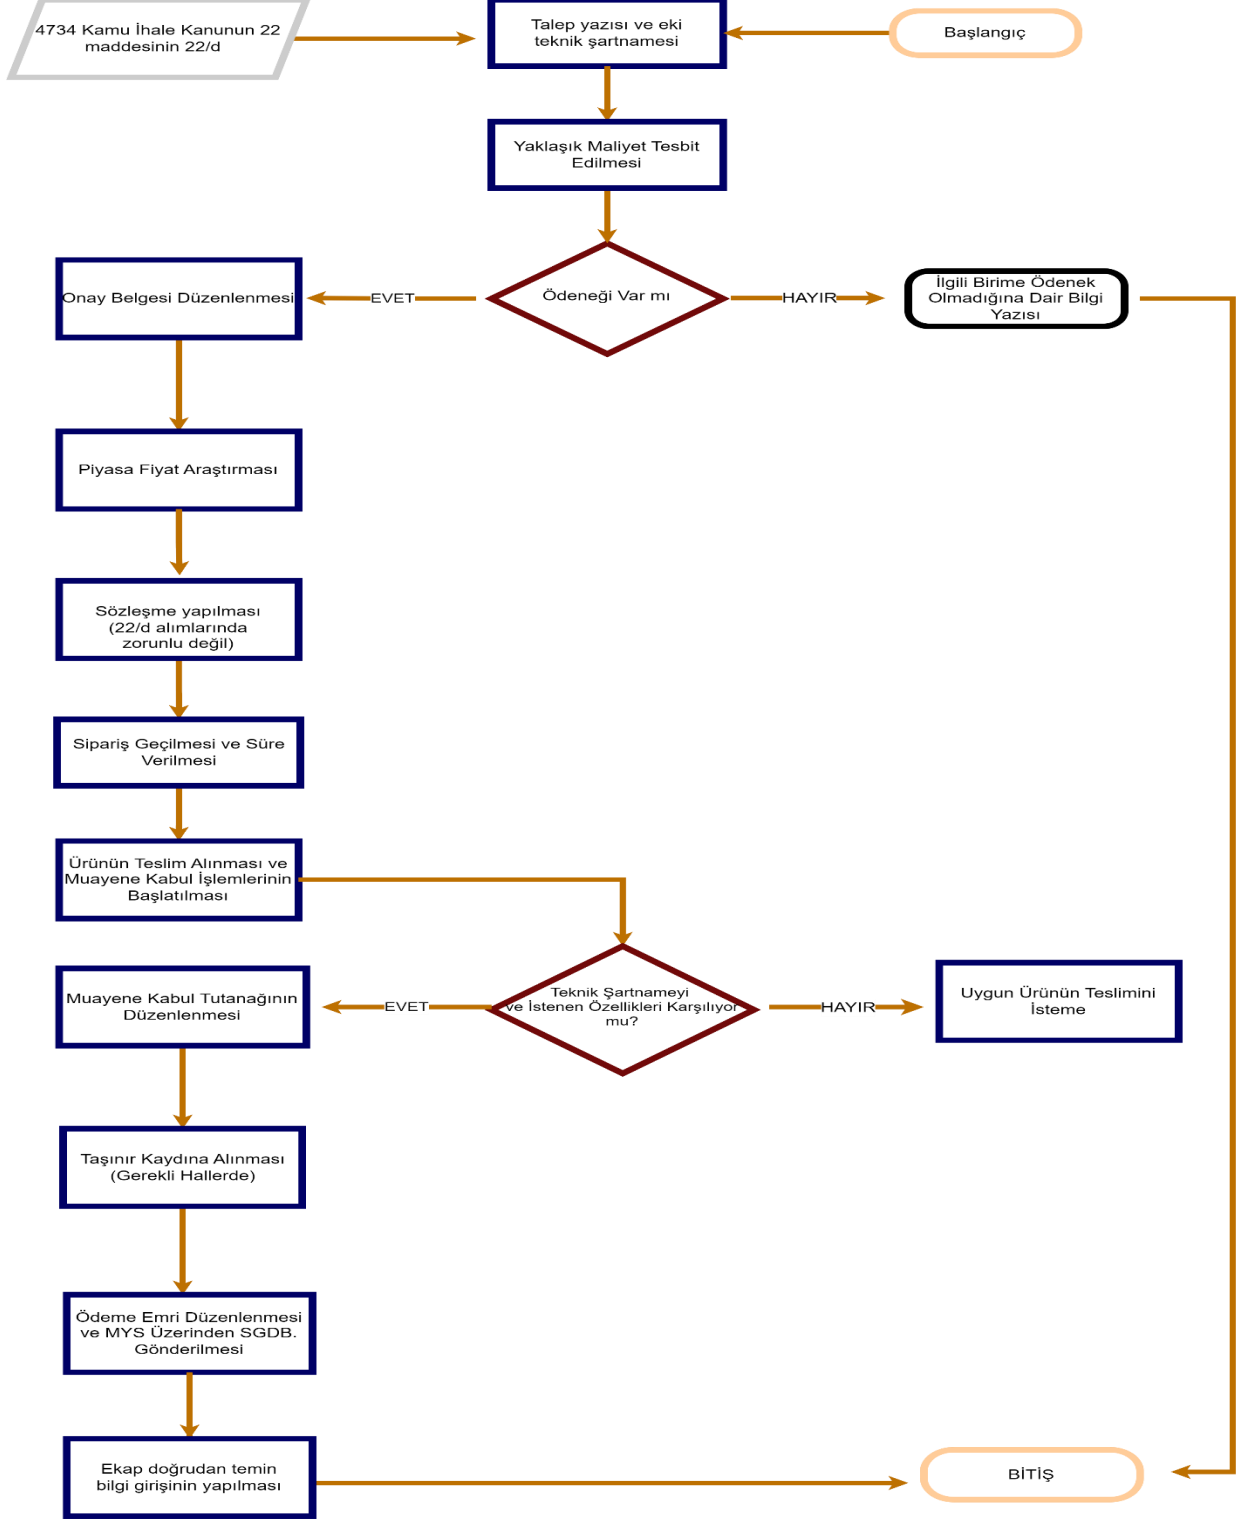 4734 Kamu İhale Kanunun 22
maddesinin 22/d
Talep yazısı ve eki
teknik şartnamesi
Başlangıç
Yaklaşık Maliyet Tesbit
Edilmesi
Onay Belgesi Düzenlenmesi
EVET
Ödeneği Var mı
HAYIR
İlgili Birime Ödenek
Olmadığına Dair Bilgi
Yazısı
Piyasa Fiyat Araştırması
Sözleşme yapılması
(22/d alımlarında
zorunlu değil)
Sipariş Geçilmesi ve Süre
Verilmesi
Ürünün Teslim Alınması ve
Muayene Kabul İşlemlerinin
Başlatılması
Muayene Kabul Tutanağının
Düzenlenmesi
EVET
Teknik Şartnameyi
ve İstenen Özellikleri Karşılıyor
mu?
HAYIR
Uygun Ürünün Teslimini
İsteme
Taşınır Kaydına Alınması
(Gerekli Hallerde)
Ödeme Emri Düzenlenmesi
ve MYS Üzerinden SGDB.
Gönderilmesi
Ekap doğrudan temin
bilgi girişinin yapılması
BİTİŞ